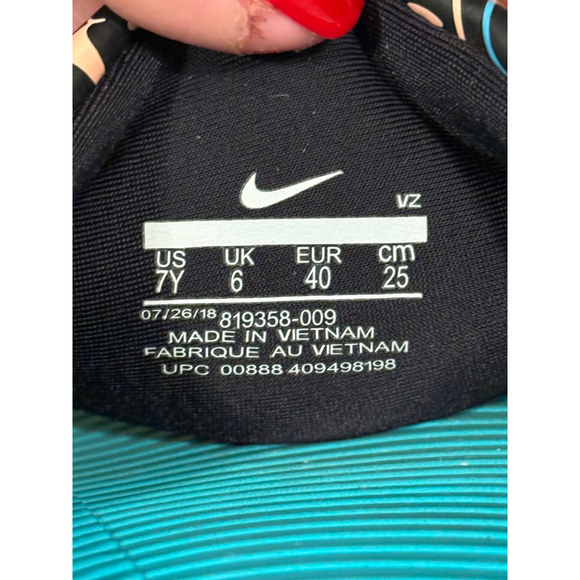 VZ
US UK EUR cm
7Y 6 40 25
07/26/18 819358-009
MADE IN VIETNAM
FABRIQUE AU VIETNAM
UPC 00888 409498198